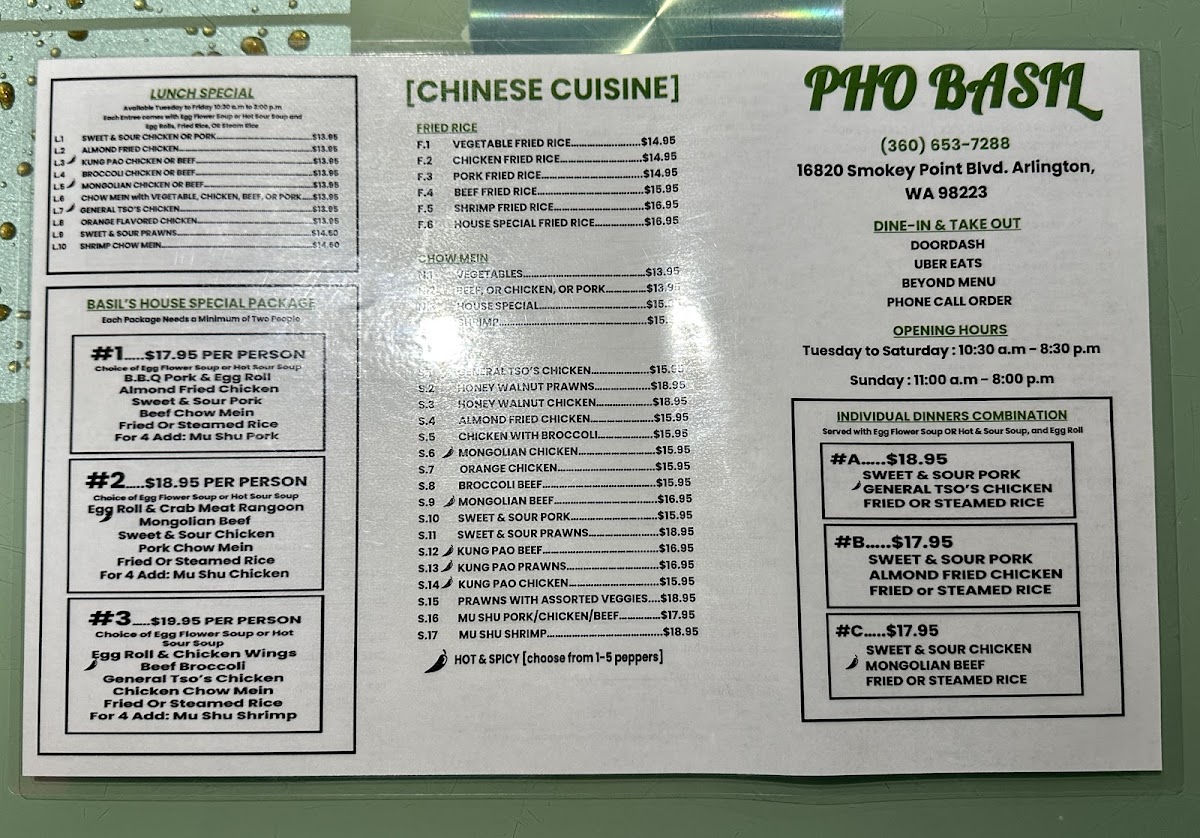 LUNCH SPECIAL
Available Tuesday to Friday 10:30 a.m to 2:00 p.m
Each Entree comes with Egg Flower Soup or Hot Sour Soup and
Egg Rolls, Fried Rice, OR Steam Rice
L.1 SWEET & SOUR CHICKEN OR PORK.....$13.95
L.2 ALMOND FRIED CHICKEN.....$13.95
L.3 KUNG PAO CHICKEN OR BEEF.....$13.95
L.4 BROCCOLI CHICKEN OR BEEF.....$13.95
L.5 MONGOLIAN CHICKEN OR BEEF.....$13.95
L.6 CHOW MEIN with VEGETABLE, CHICKEN, BEEF, OR PORK.....$13.95
L.7 GENERAL TSO'S CHICKEN.....$13.95
L.8 ORANGE FLAVORED CHICKEN.....$13.95
L.9 SWEET & SOUR PRAWNS.....$14.50
L.10 SHRIMP CHOW MEIN.....$14.50
BASIL'S HOUSE SPECIAL PACKAGE
Each Package Needs a Minimum of Two People
#1.....$17.95 PER PERSON
Choice of Egg Flower Soup or Hot Sour Soup
B.B.Q Pork & Egg Roll
Almond Fried Chicken
Sweet & Sour Pork
Beef Chow Mein
Fried Or Steamed Rice
For 4 Add: Mu Shu Pork
#2.....$18.95 PER PERSON
Choice of Egg Flower Soup or Hot Sour Soup
Egg Roll & Crab Meat Rangoon
Mongolian Beef
Sweet & Sour Chicken
Pork Chow Mein
Fried Or Steamed Rice
For 4 Add: Mu Shu Chicken
#3.....$19.95 PER PERSON
Choice of Egg Flower Soup or Hot
Sour Soup
Egg Roll & Chicken Wings
Beef Broccoli
General Tso's Chicken
Chicken Chow Mein
Fried Or Steamed Rice
For 4 Add: Mu Shu Shrimp
[CHINESE CUISINE]
FRIED RICE
F.1 VEGETABLE FRIED RICE.....$14.95
F.2 CHICKEN FRIED RICE.....$14.95
F.3 PORK FRIED RICE.....$14.95
F.4 BEEF FRIED RICE.....$15.95
F.5 SHRIMP FRIED RICE.....$16.95
F.6 HOUSE SPECIAL FRIED RICE.....$16.95
CHOW MEIN
VEGETABLES.....$13.95
BEEF, OR CHICKEN, OR PORK.....$13.95
HOUSE SPECIAL.....$15.
SHRIMP.....$15.
GENERAL TSO'S CHICKEN.....$15.95
S.2 HONEY WALNUT PRAWNS.....$18.95
S.3 HONEY WALNUT CHICKEN.....$18.95
S.4 ALMOND FRIED CHICKEN.....$15.95
S.5 CHICKEN WITH BROCCOLI.....$15.95
S.6 MONGOLIAN CHICKEN.....$15.95
S.7 ORANGE CHICKEN.....$15.95
S.8 BROCCOLI BEEF.....$15.95
S.9 MONGOLIAN BEEF.....$16.95
S.10 SWEET & SOUR PORK.....$15.95
S.11 SWEET & SOUR PRAWNS.....$18.95
S.12 KUNG PAO BEEF.....$16.95
S.13 KUNG PAO PRAWNS.....$16.95
S.14 KUNG PAO CHICKEN.....$15.95
S.15 PRAWNS WITH ASSORTED VEGGIES....$18.95
S.16 MU SHU PORK/CHICKEN/BEEF.....$17.95
S.17 MU SHU SHRIMP.....$18.95
HOT & SPICY [choose from 1-5 peppers]
PHO BASIL
(360) 653-7288
16820 Smokey Point Blvd. Arlington,
WA 98223
DINE-IN & TAKE OUT
DOORDASH
UBER EATS
BEYOND MENU
PHONE CALL ORDER
OPENING HOURS
Tuesday to Saturday : 10:30 a.m - 8:30 p.m
Sunday : 11:00 a.m - 8:00 p.m
INDIVIDUAL DINNERS COMBINATION
Served with Egg Flower Soup OR Hot & Sour Soup, and Egg Roll
#A.....$18.95
SWEET & SOUR PORK
GENERAL TSO'S CHICKEN
FRIED OR STEAMED RICE
#B.....$17.95
SWEET & SOUR PORK
ALMOND FRIED CHICKEN
FRIED or STEAMED RICE
#C.....$17.95
SWEET & SOUR CHICKEN
MONGOLIAN BEEF
FRIED OR STEAMED RICE